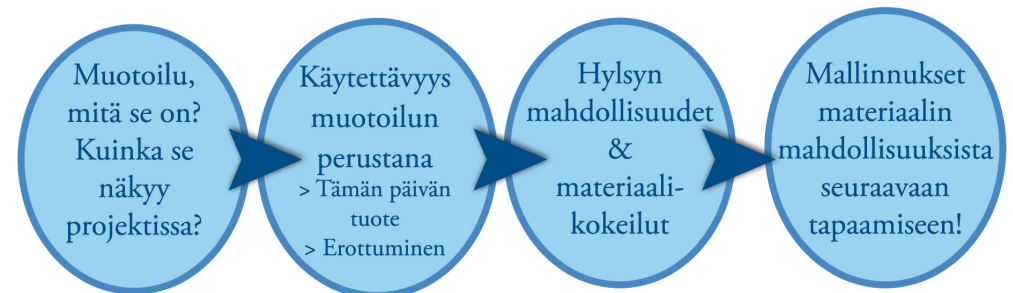 Muotoilu,
mitä se on?
Kuinka se
näkyy
projektissa?
Käytettävyys
muotoilun
perustana
> Tämän päivän
tuote
> Erottuminen
Hylsyn
mahdollisuudet
&
materiaali-
kokeilut
Mallinnukset
materiaalin
mahdollisuuksista
seuraavaan
tapaamiseen!